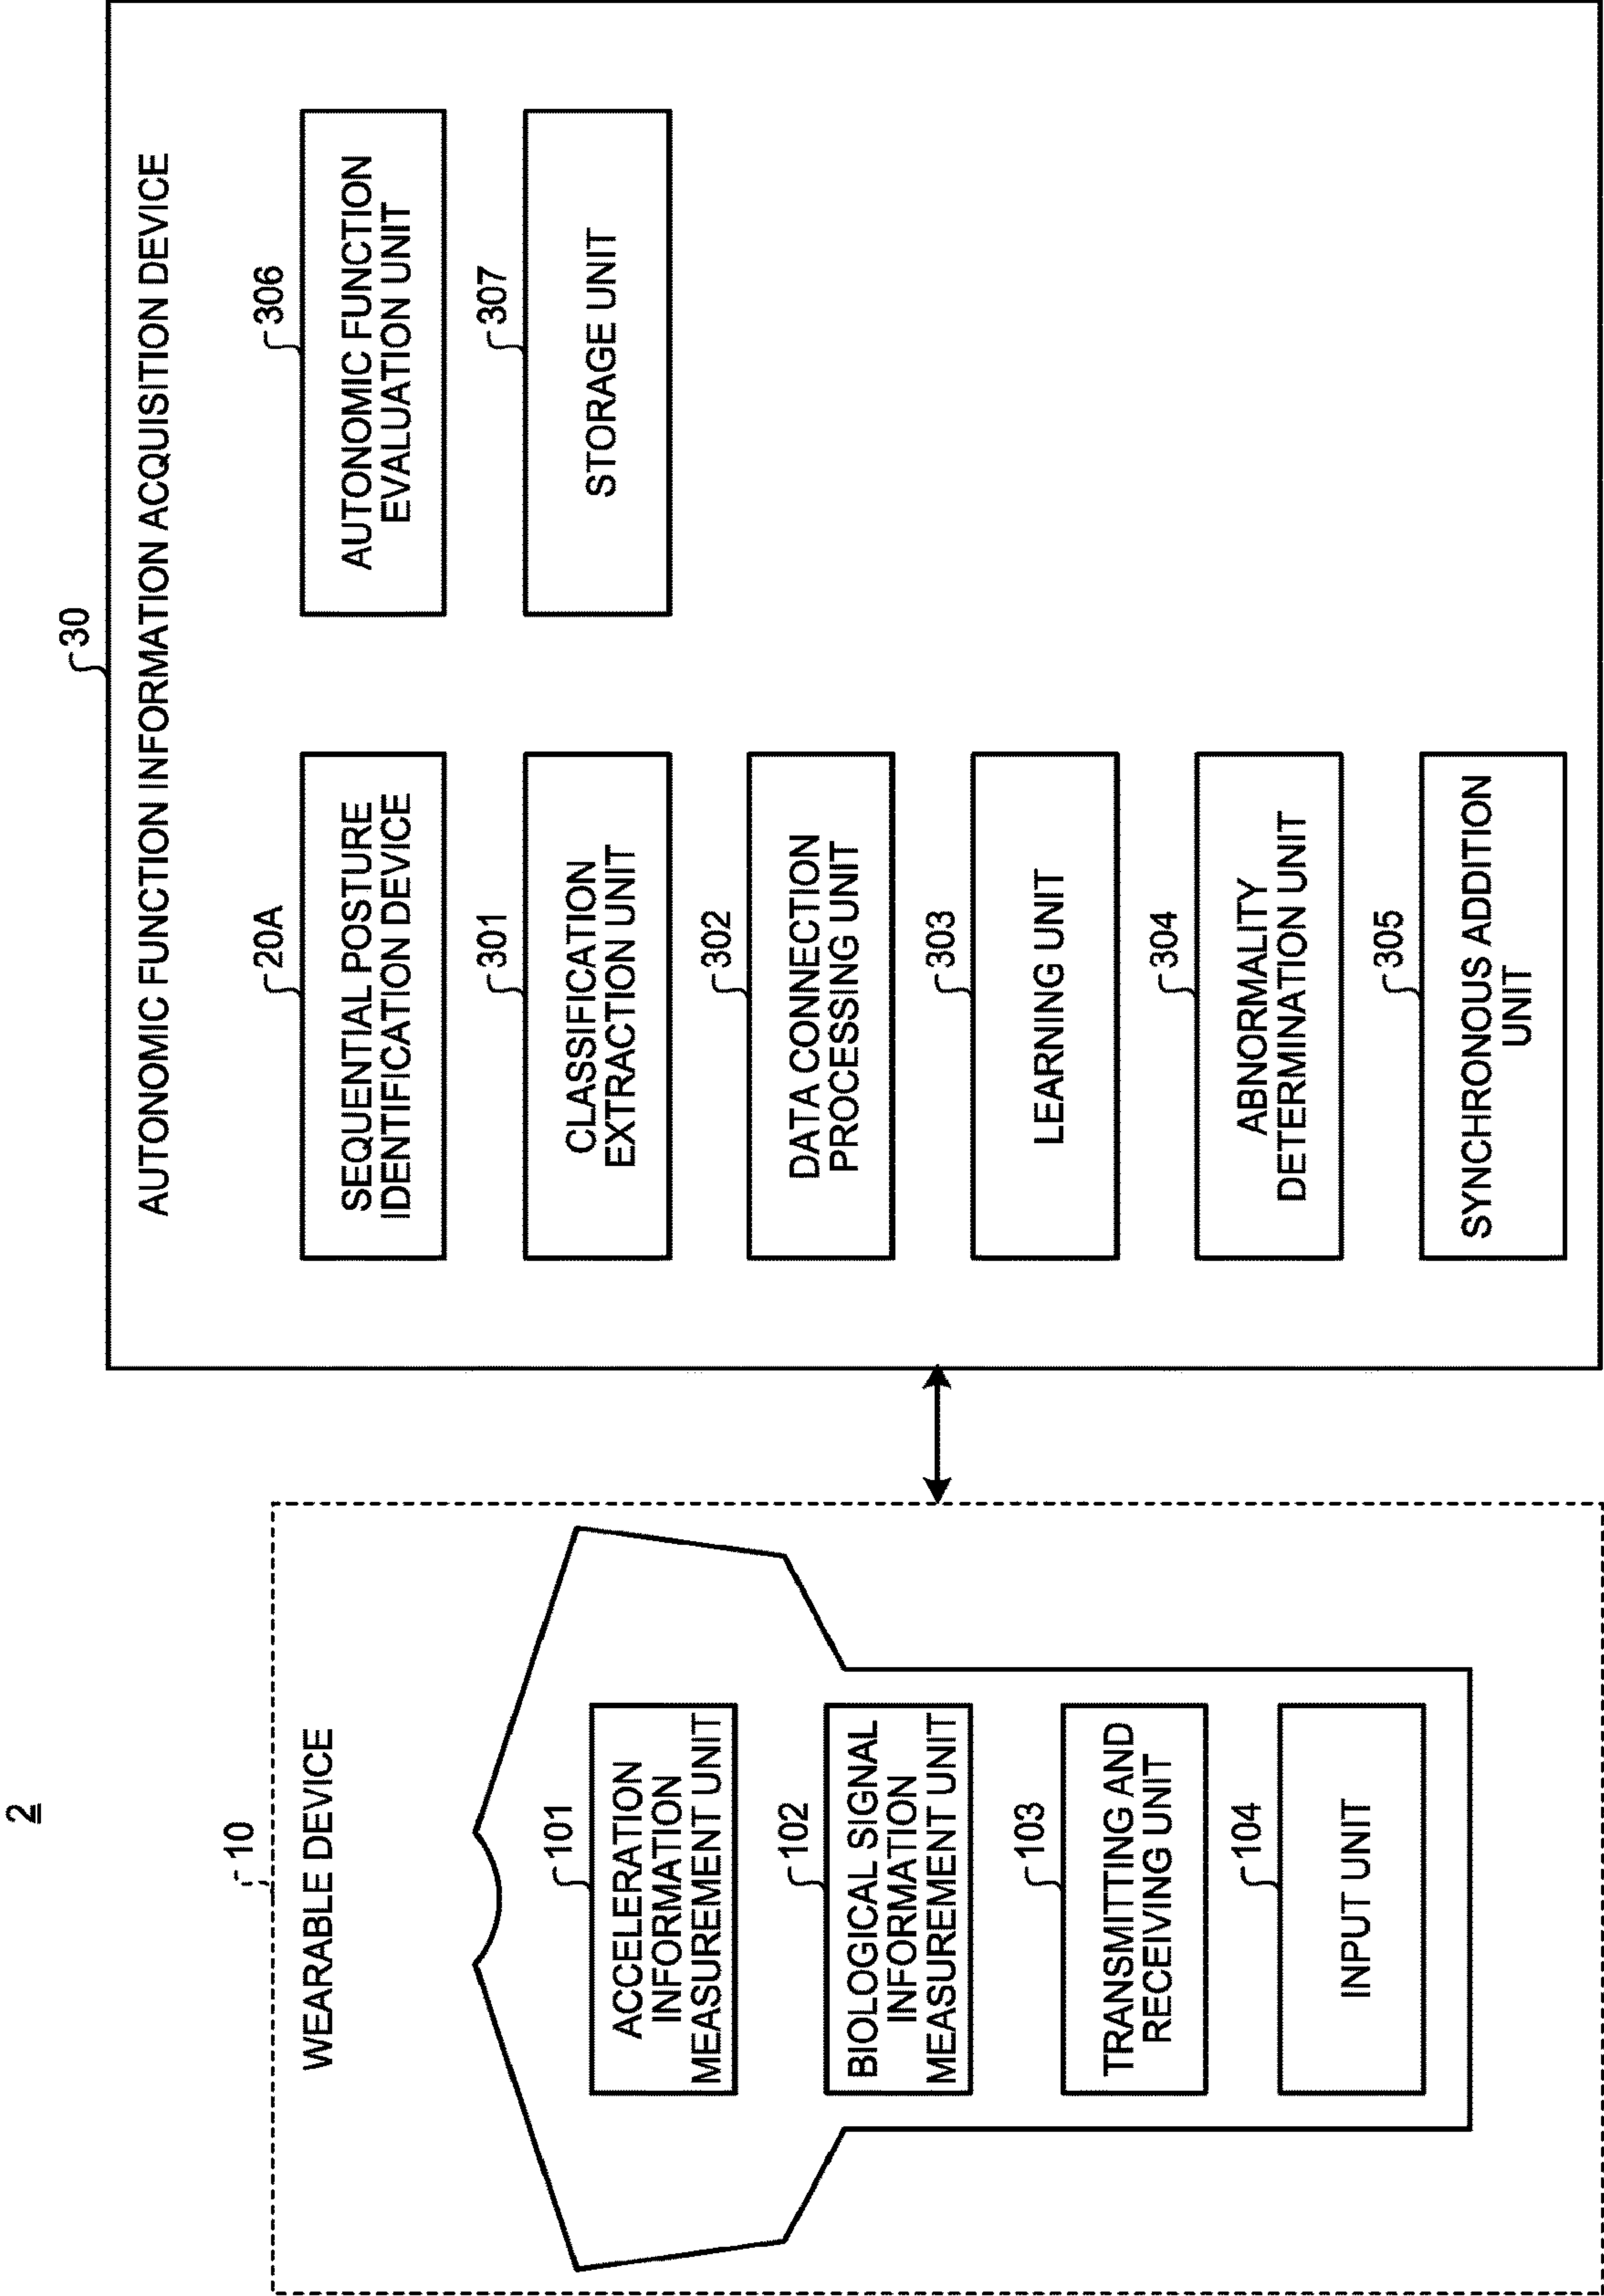 2
10
WEARABLE DEVICE
101
ACCELERATION
INFORMATION
MEASUREMENT UNIT
102
BIOLOGICAL SIGNAL
INFORMATION
MEASUREMENT UNIT
103
TRANSMITTING AND
RECEIVING UNIT
104
INPUT UNIT
30
AUTONOMIC FUNCTION INFORMATION ACQUISITION DEVICE
20A
SEQUENTIAL POSTURE
IDENTIFICATION DEVICE
301
CLASSIFICATION
EXTRACTION UNIT
302
DATA CONNECTION
PROCESSING UNIT
303
LEARNING UNIT
304
ABNORMALITY
DETERMINATION UNIT
305
SYNCHRONOUS ADDITION
UNIT
306
AUTONOMIC FUNCTION
EVALUATION UNIT
307
STORAGE UNIT